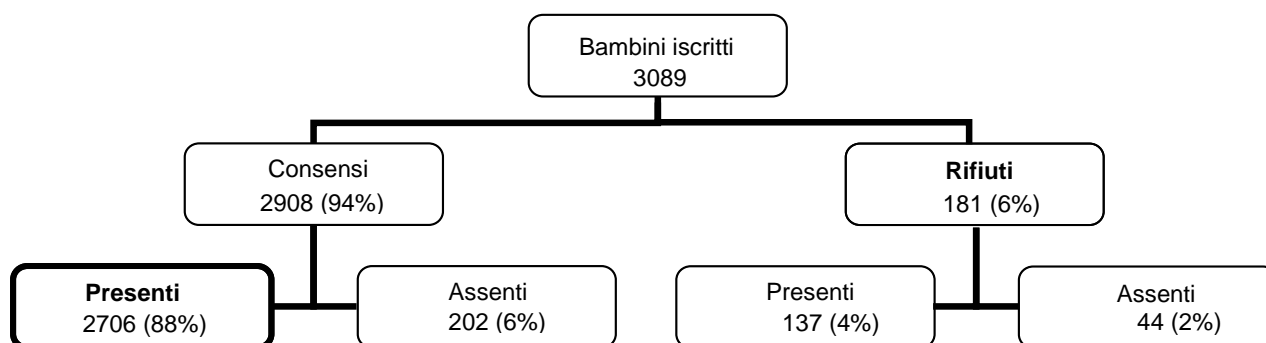 Bambini iscritti
3089
Consensi
2908 (94%)
Rifiuti
181 (6%)
Presenti
2706 (88%)
Assenti
202 (6%)
Presenti
137 (4%)
Assenti
44 (2%)